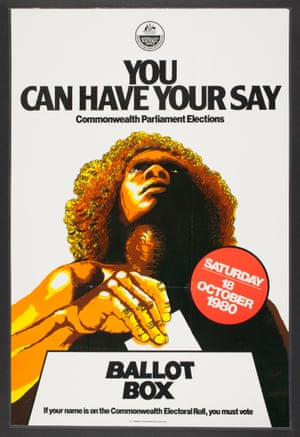 YOU
CAN HAVE YOUR SAY
Commonwealth Parliament Elections
SATURDAY
18
OCTOBER
1980
BALLOT
BOX
If your name is on the Commonwealth Electoral Roll, you must vote